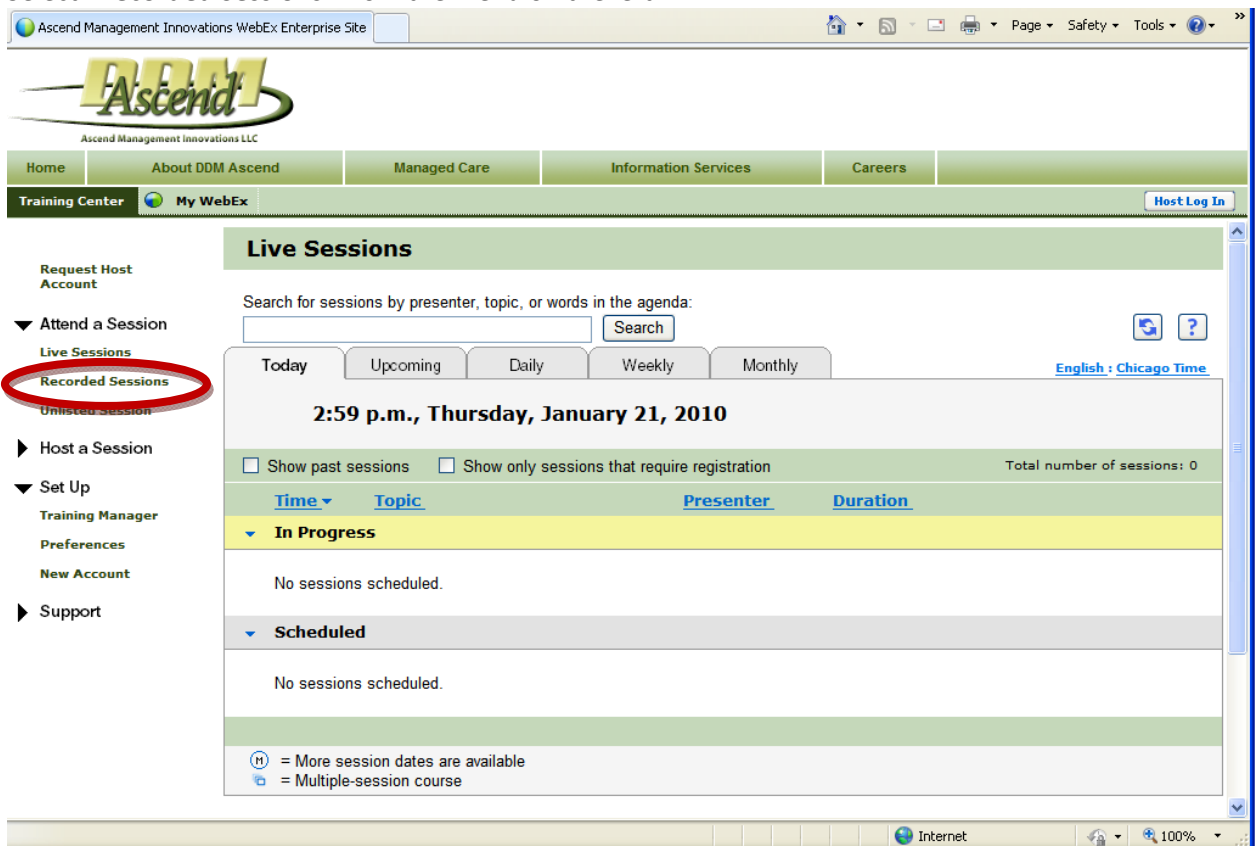 Ascend Management Innovations WebEx Enterprise Site
Page Safety Tools »
DDM
Ascend
Ascend Management Innovations LLC
Home About DDM Ascend Managed Care Information Services Careers
Training Center My WebEx Host Log In
Live Sessions
Request Host
Account
Search for sessions by presenter, topic, or words in the agenda:
Attend a Session
Search ?
Live Sessions
Today Upcoming Daily Weekly Monthly
English : Chicago Time
Recorded Sessions
Unlisted Session
2:59 p.m., Thursday, January 21, 2010
Host a Session
Show past sessions Show only sessions that require registration Total number of sessions: 0
Set Up
Time Topic Presenter Duration
Training Manager
In Progress
Preferences
New Account
No sessions scheduled.
Support
Scheduled
No sessions scheduled.
M = More session dates are available
= Multiple-session course
Internet 100%